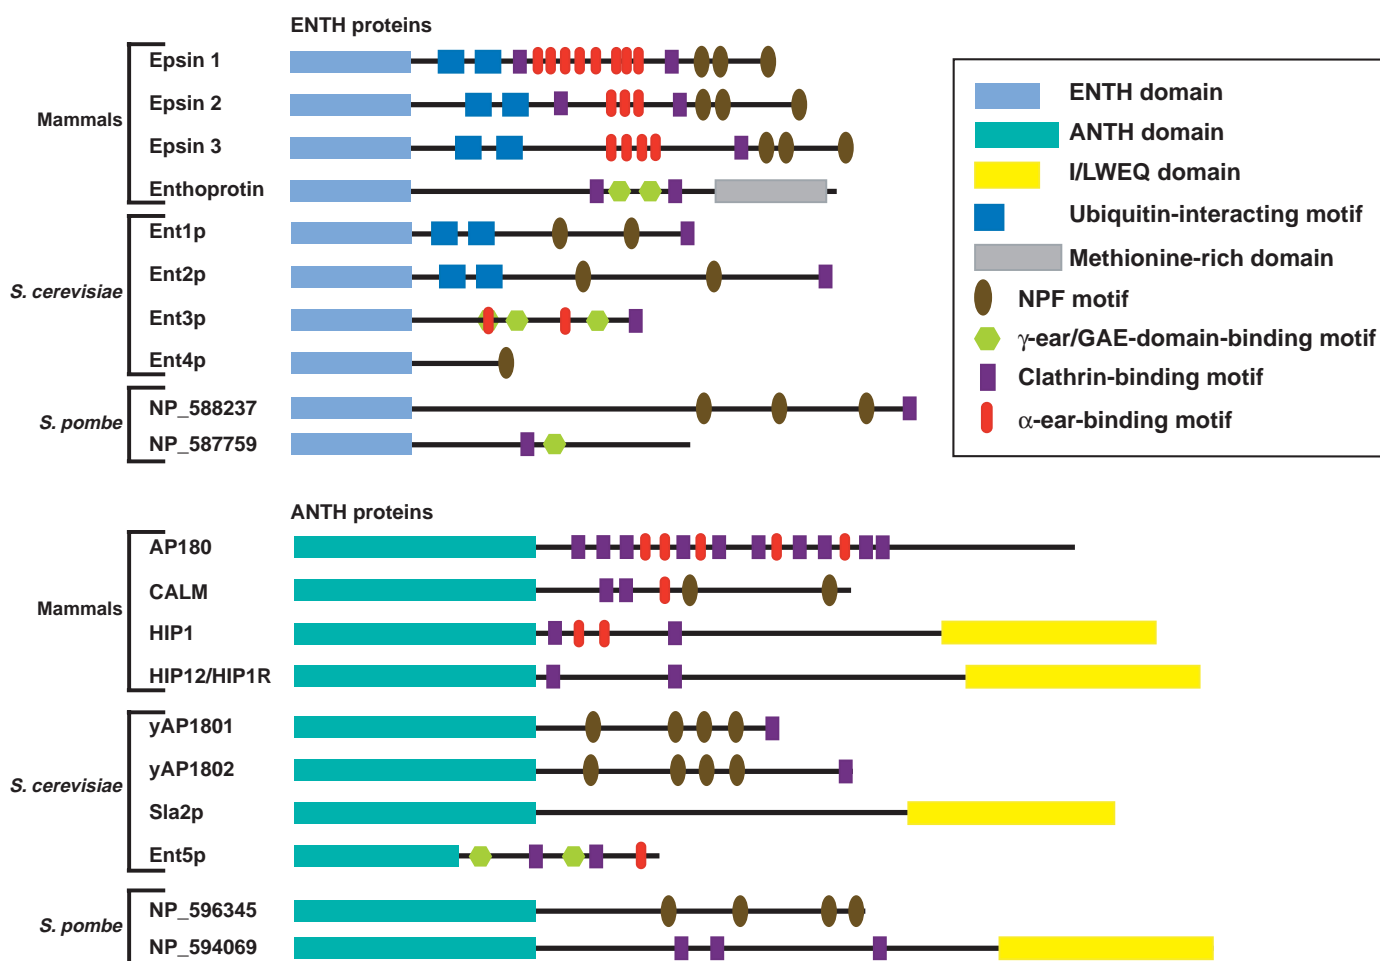 ENTH proteins
Mammals
Epsin 1
Epsin 2
Epsin 3
Enthoprotin
S. cerevisiae
Ent1p
Ent2p
Ent3p
Ent4p
S. pombe
NP_588237
NP_587759
ENTH domain
ANTH domain
I/LWEQ domain
Ubiquitin-interacting motif
Methionine-rich domain
NPF motif
γ-ear/GAE-domain-binding motif
Clathrin-binding motif
α-ear-binding motif
ANTH proteins
Mammals
AP180
CALM
HIP1
HIP12/HIP1R
S. cerevisiae
yAP1801
yAP1802
Sla2p
Ent5p
S. pombe
NP_596345
NP_594069